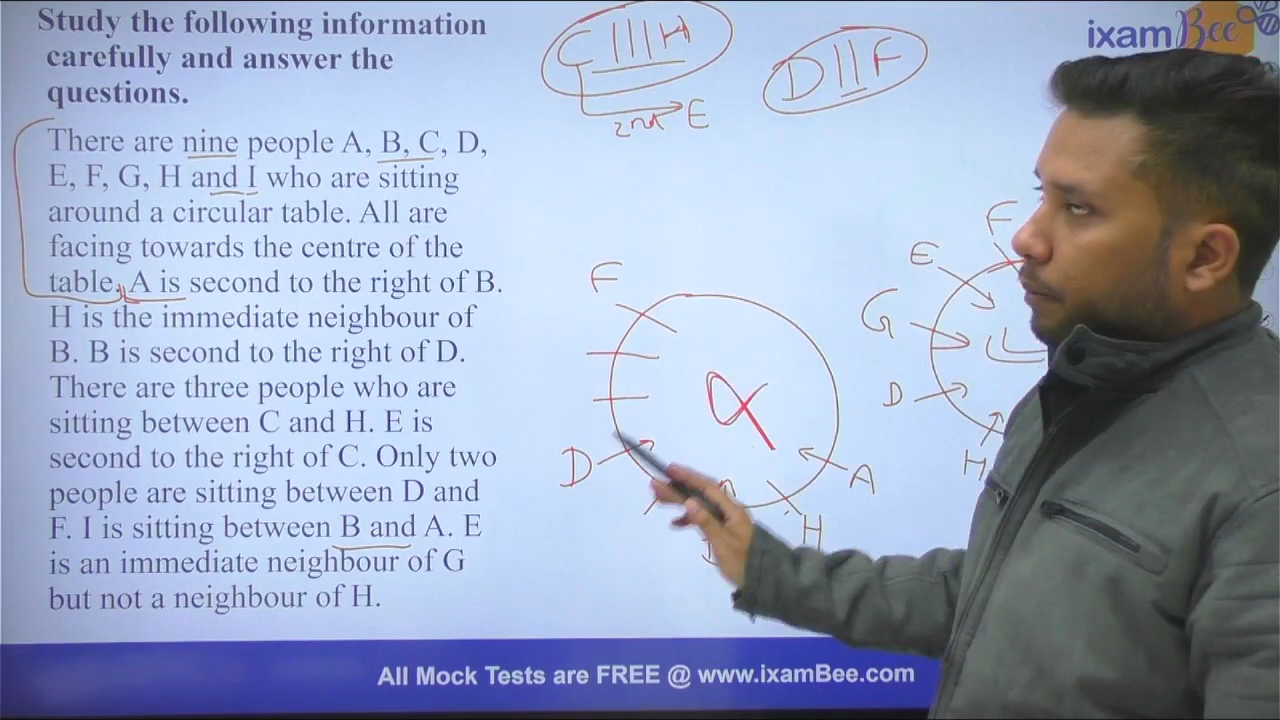 Study the following information
carefully and answer the
questions.
There are nine people A, B, C, D,
E, F, G, H and I who are sitting
around a circular table. All are
facing towards the centre of the
table. A is second to the right of B.
H is the immediate neighbour of
B. B is second to the right of D.
There are three people who are
sitting between C and H. E is
second to the right of C. Only two
people are sitting between D and
F. I is sitting between B and A. E
is an immediate neighbour of G
but not a neighbour of H.
C ||| H
2nd E
D || F
ixamBee
F
D
A
H
F
E
G
D
H
All Mock Tests are FREE @ www.ixamBee.com